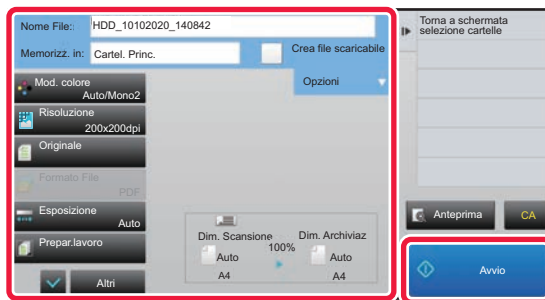 Nome File:
HDD_10102020_140842
Memorizz. in:
Cartel. Princ.
Crea file scaricabile
Opzioni
Mod. colore
Auto/Mono2
Risoluzione
200x200dpi
Originale
Formato File
PDF
Esposizione
Auto
Prepar.lavoro
Altri
Dim. Scansione
100%
Dim. Archiviaz
Auto
Auto
A4
A4
Torna a schermata
selezione cartelle
Anteprima
CA
Avvio